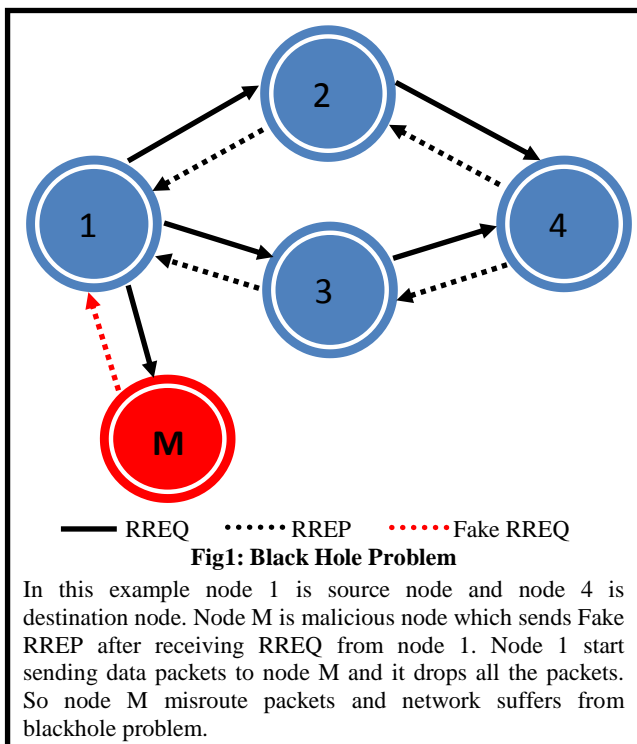 2
1
4
3
M
RREQ RREP Fake RREQ
Fig1: Black Hole Problem
In this example node 1 is source node and node 4 is
destination node. Node M is malicious node which sends Fake
RREP after receiving RREQ from node 1. Node 1 start
sending data packets to node M and it drops all the packets.
So node M misroute packets and network suffers from
blackhole problem.